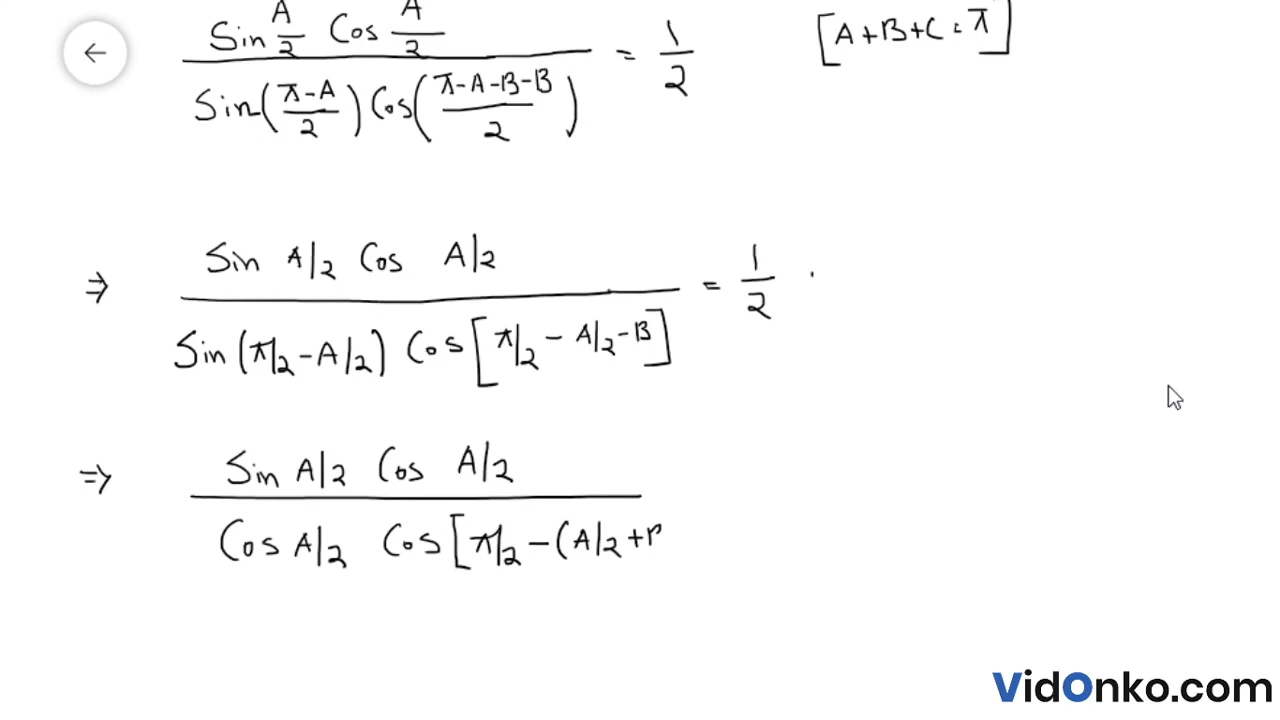 Sin A/2 Cos A/2
/ Sin(π-A/2) Cos(π-A-B-B/2) = 1/2 [A+B+C = π]
⇒ Sin A/2 Cos A/2
/ Sin(π/2-A/2) Cos[π/2 - A/2 - B] = 1/2
⇒ Sin A/2 Cos A/2
/ Cos A/2 Cos[π/2 - (A/2 +
VidOnko.com